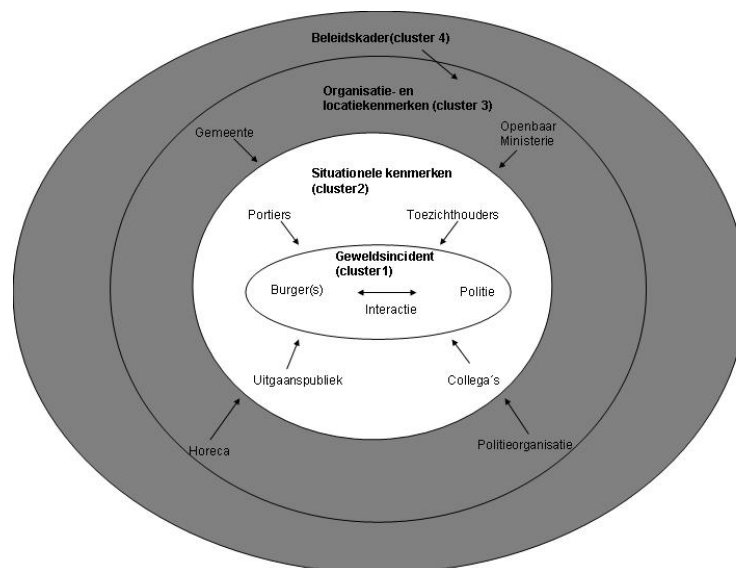 Beleidskader(cluster 4)
Organisatie- en
locatiekenmerken (cluster 3)
Gemeente
Openbaar
Ministerie
Situationele kenmerken
(cluster2)
Portiers
Toezichthouders
Geweldsincident
(cluster1)
Burger(s)
Politie
Interactie
Uitgaanspubliek
Collega´s
Horeca
Politieorganisatie